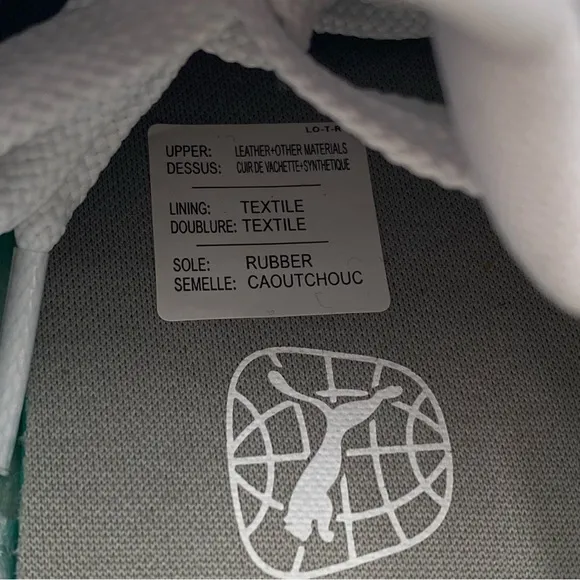 LO-T-R
UPPER: LEATHER+OTHER MATERIALS
DESSUS: CUIR DE VACHETTE+SYNTHETIQUE
LINING: TEXTILE
DOUBLURE: TEXTILE
SOLE: RUBBER
SEMELLE: CAOUTCHOUC